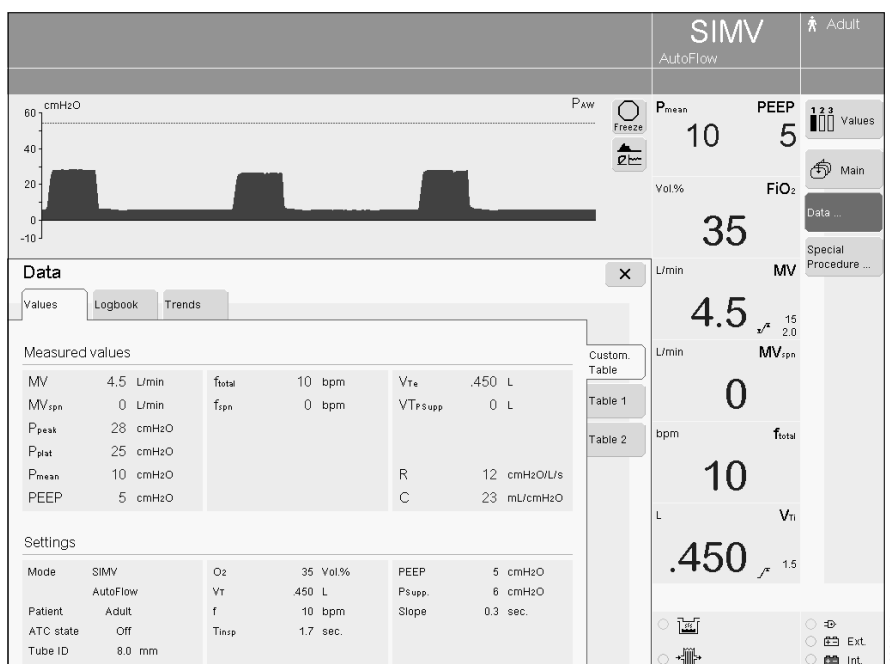 SIMV
AutoFlow
Adult
cmH2O
PAW
60
40
20
0
-10
Freeze
Pmean PEEP
10 5
Vol.% FiO2
35
L/min MV
4.5 15
2.0
L/min MVspn
0
bpm ftotal
10
L VTi
.450 1.5
1 2 3
Values
Main
Data ...
Special
Procedure ...
Ext.
Int.
Data
Values Logbook Trends
Custom.
Table
Table 1
Table 2
Measured values
MV 4.5 L/min ftotal 10 bpm VTe .450 L
MVspn 0 L/min fspn 0 bpm VTPsupp 0 L
Ppeak 28 cmH2O
Pplat 25 cmH2O
Pmean 10 cmH2O R 12 cmH2O/L/s
PEEP 5 cmH2O C 23 mL/cmH2O
Settings
Mode SIMV O2 35 Vol.% PEEP 5 cmH2O
AutoFlow VT .450 L Psupp. 6 cmH2O
Patient Adult f 10 bpm Slope 0.3 sec.
ATC state Off Tinsp 1.7 sec.
Tube ID 8.0 mm